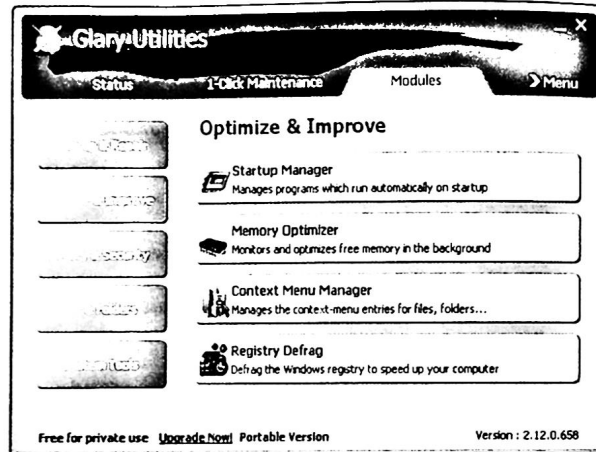 Glary Utilities
Status 1-Click Maintenance Modules Menu
Optimize & Improve
Startup Manager
Manages programs which run automatically on startup
Memory Optimizer
Monitors and optimizes free memory in the background
Security
Context Menu Manager
Manages the context-menu entries for files, folders...
Registry Defrag
Defrag the Windows registry to speed up your computer
Free for private use Upgrade Now! Portable Version Version : 2.12.0.658